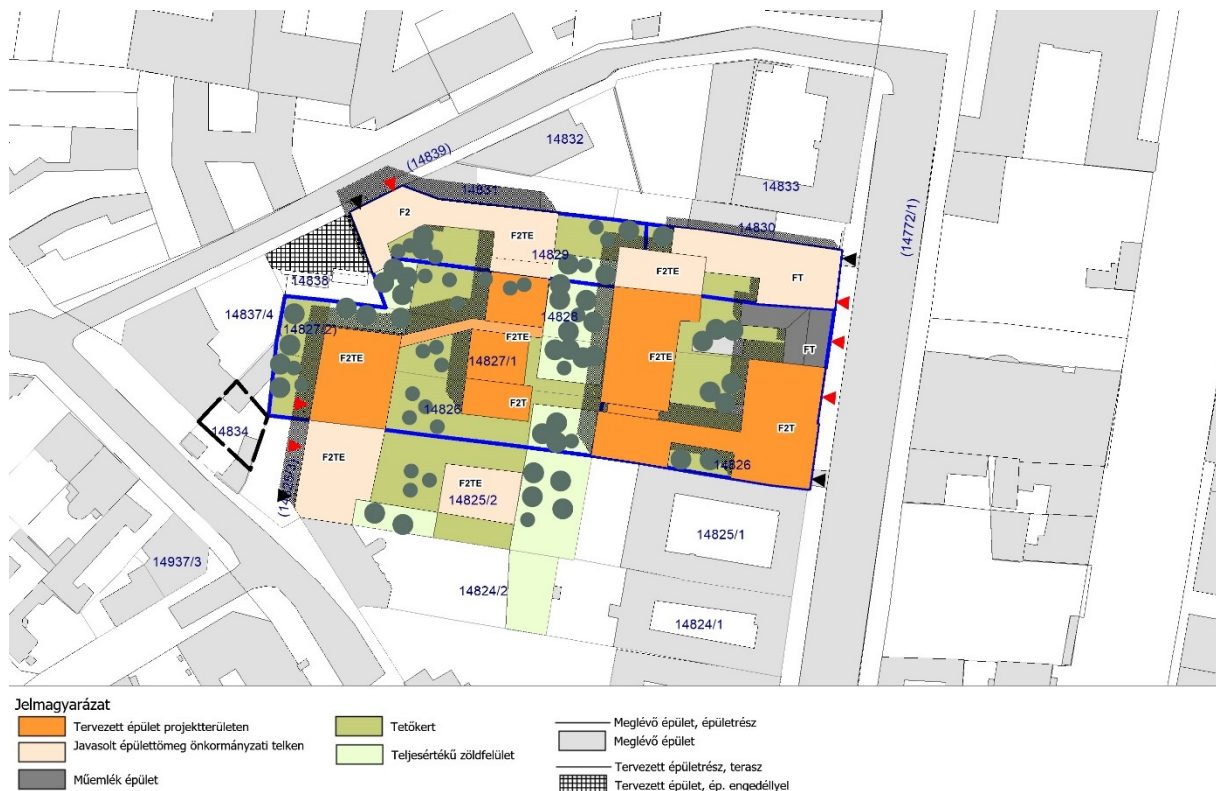 14832
(14839)
14833
14831
(14772/1)
F2
14830
F2TE
14829
F2TE
FT
14838
14837/4
14828
14827/2)
F2TE
F2TE
FT
F2TE
14827/1
F2T
14826
F2T
14834
F2TE
14826
F2TE
14825/2
14825/1
14937/3
14824/2
14824/1
Jelmagyarázat
Tervezett épület projektterületen
Javasolt épülettömeg önkormányzati telken
Műemlék épület
Tetőkert
Teljesértékű zöldfelület
Meglévő épület, épületrész
Meglévő épület
Tervezett épületrész, terasz
Tervezett épület, ép. engedéllyel